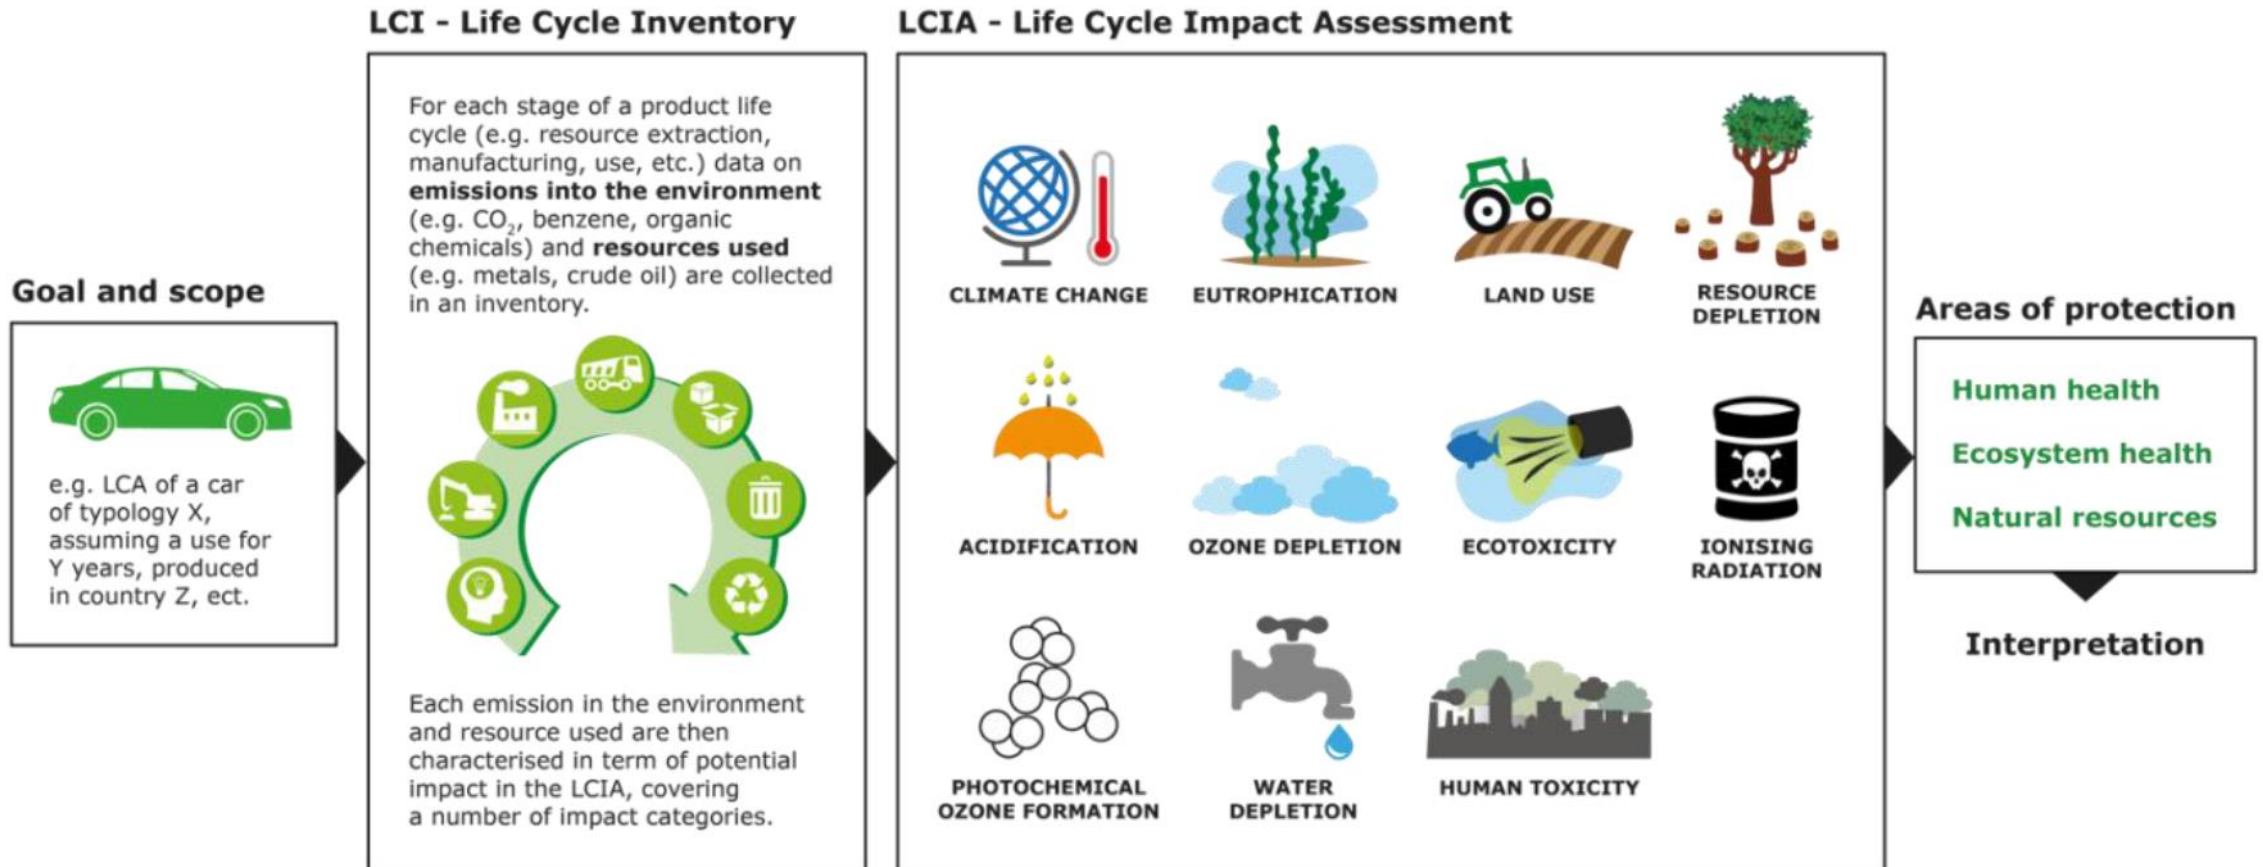 Goal and scope
e.g. LCA of a car
of typology X,
assuming a use for
Y years, produced
in country Z, ect.
LCI - Life Cycle Inventory
For each stage of a product life
cycle (e.g. resource extraction,
manufacturing, use, etc.) data on
emissions into the environment
(e.g. CO₂, benzene, organic
chemicals) and resources used
(e.g. metals, crude oil) are collected
in an inventory.
Each emission in the environment
and resource used are then
characterised in term of potential
impact in the LCIA, covering
a number of impact categories.
LCIA - Life Cycle Impact Assessment
CLIMATE CHANGE
EUTROPHICATION
LAND USE
RESOURCE
DEPLETION
ACIDIFICATION
OZONE DEPLETION
ECOTOXICITY
IONISING
RADIATION
PHOTOCHEMICAL
OZONE FORMATION
WATER
DEPLETION
HUMAN TOXICITY
Areas of protection
Human health
Ecosystem health
Natural resources
Interpretation